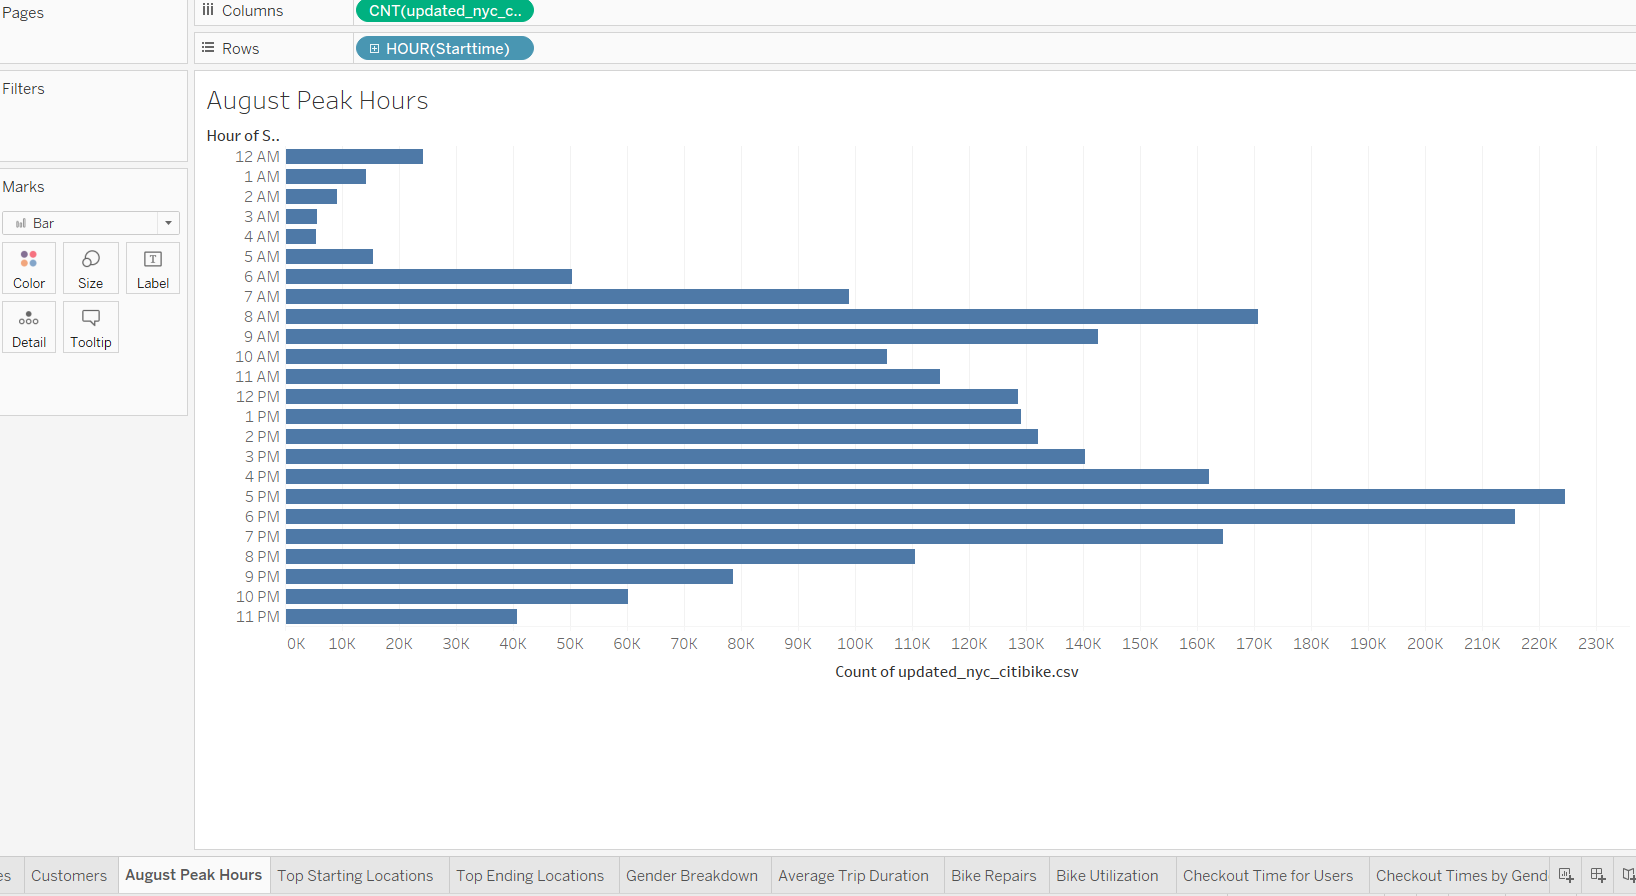 Pages
Columns
CNT(updated_nyc_c..
Rows
HOUR(Starttime)
Filters
Marks
Bar
Color
Size
T
Label
Detail
Tooltip
August Peak Hours
Hour of S..
12 AM
1 AM
2 AM
3 AM
4 AM
5 AM
6 AM
7 AM
8 AM
9 AM
10 AM
11 AM
12 PM
1 PM
2 PM
3 PM
4 PM
5 PM
6 PM
7 PM
8 PM
9 PM
10 PM
11 PM
0K 10K 20K 30K 40K 50K 60K 70K 80K 90K 100K 110K 120K 130K 140K 150K 160K 170K 180K 190K 200K 210K 220K 230K
Count of updated_nyc_citibike.csv
es Customers August Peak Hours Top Starting Locations Top Ending Locations Gender Breakdown Average Trip Duration Bike Repairs Bike Utilization Checkout Time for Users Checkout Times by Gend